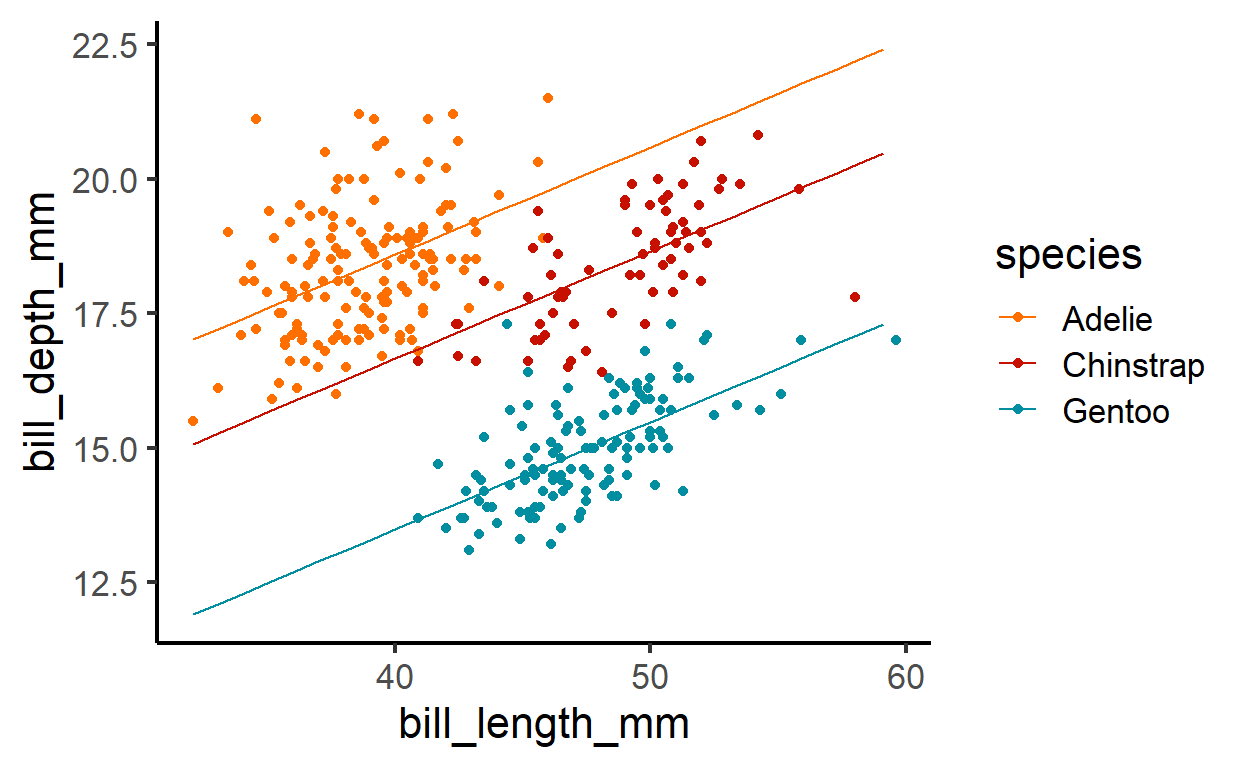 22.5
20.0
17.5
15.0
12.5
bill_depth_mm
40 50 60
bill_length_mm
species
Adelie
Chinstrap
Gentoo